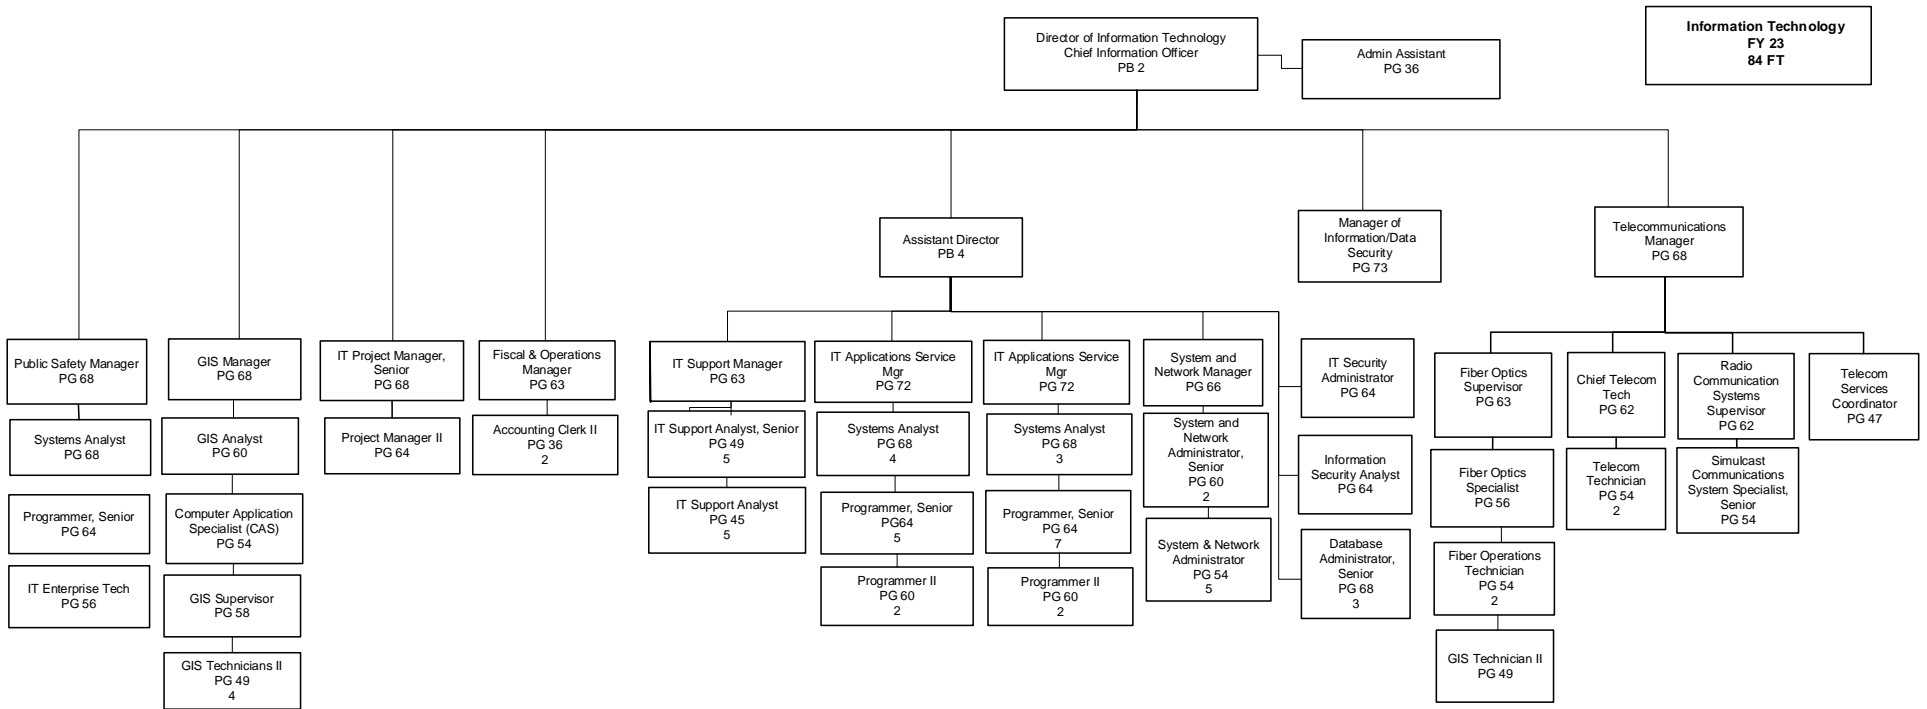 Director of Information Technology
Chief Information Officer
PB 2
Admin Assistant
PG 36
Information Technology
FY 23
84 FT
Assistant Director
PB 4
Manager of
Information/Data
Security
PG 73
Telecommunications
Manager
PG 68
Public Safety Manager
PG 68
Systems Analyst
PG 68
Programmer, Senior
PG 64
IT Enterprise Tech
PG 56
GIS Manager
PG 68
GIS Analyst
PG 60
Computer Application
Specialist (CAS)
PG 54
GIS Supervisor
PG 58
GIS Technicians II
PG 49
4
IT Project Manager,
Senior
PG 68
Project Manager II
PG 64
Fiscal & Operations
Manager
PG 63
Accounting Clerk II
PG 36
2
IT Support Manager
PG 63
IT Support Analyst, Senior
PG 49
5
IT Support Analyst
PG 45
5
IT Applications Service
Mgr
PG 72
Systems Analyst
PG 68
4
Programmer, Senior
PG64
5
Programmer II
PG 60
2
IT Applications Service
Mgr
PG 72
Systems Analyst
PG 68
3
Programmer, Senior
PG 64
7
Programmer II
PG 60
2
System and
Network Manager
PG 66
System and
Network
Administrator,
Senior
PG 60
2
System & Network
Administrator
PG 54
5
IT Security
Administrator
PG 64
Information
Security Analyst
PG 64
Database
Administrator,
Senior
PG 68
3
Fiber Optics
Supervisor
PG 63
Fiber Optics
Specialist
PG 56
Fiber Operations
Technician
PG 54
2
GIS Technician II
PG 49
Chief Telecom
Tech
PG 62
Telecom
Technician
PG 54
2
Radio
Communication
Systems
Supervisor
PG 62
Simulcast
Communications
System Specialist,
Senior
PG 54
Telecom
Services
Coordinator
PG 47